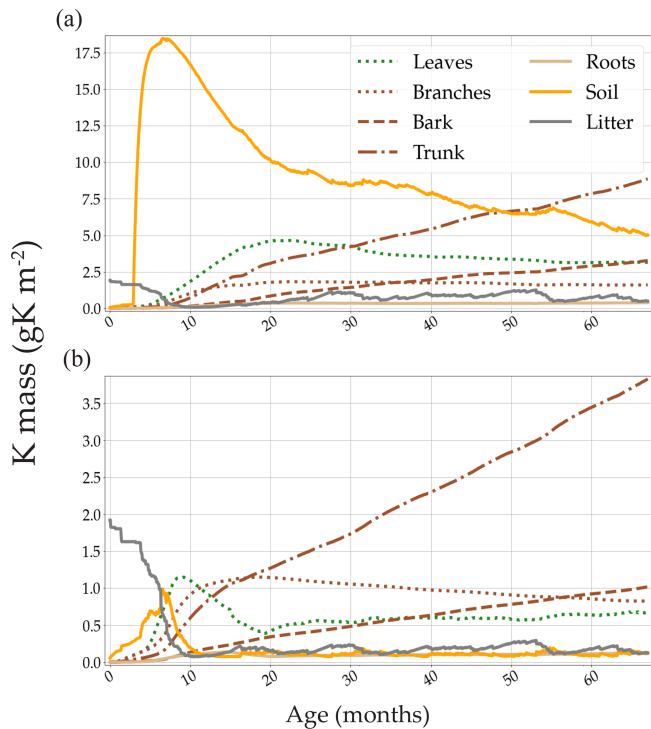 (a)
17.5
15.0
12.5
10.0
7.5
5.0
2.5
0.0
Leaves
Branches
Bark
Trunk
Roots
Soil
Litter
0 10 20 30 40 50 60
K mass (gK m⁻²)
(b)
3.5
3.0
2.5
2.0
1.5
1.0
0.5
0.0
0 10 20 30 40 50 60
Age (months)